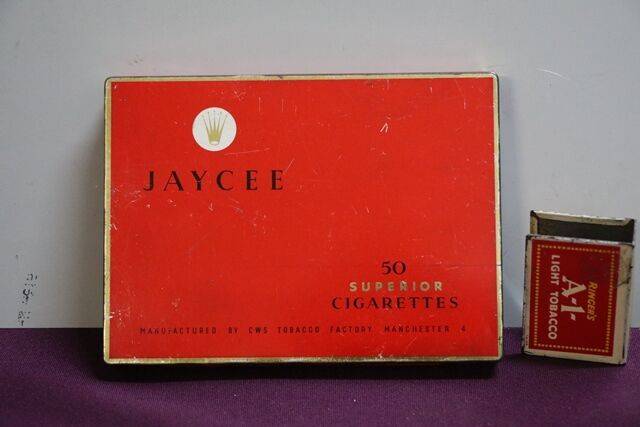 JAYCEE
50
SUPERIOR
CIGARETTES
MANUFACTURED BY CWS TOBACCO FACTORY MANCHESTER 4
RINGER'S
A-1-
LIGHT TOBACCO